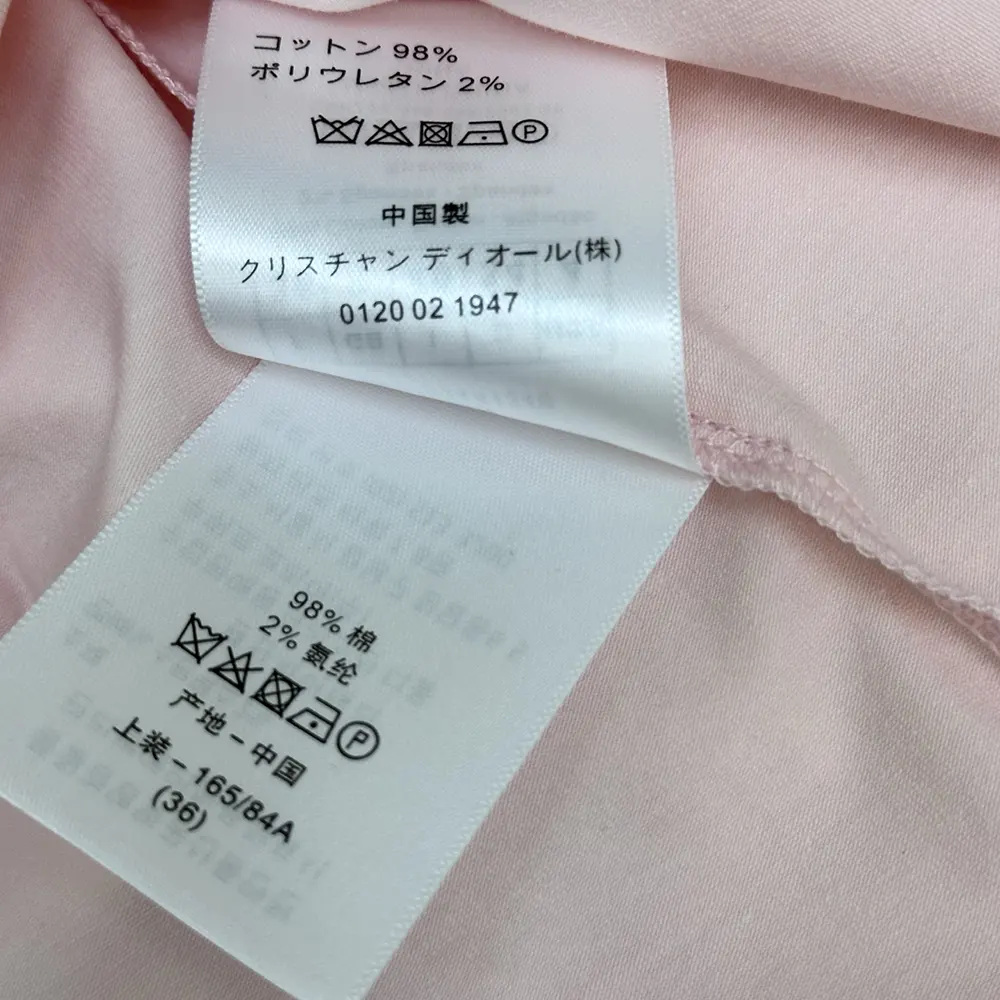 コットン 98%
ポリウレタン 2%
P
中国製
クリスチャン ディオール(株)
0120 02 1947
98% 棉
2% 氨纶
P
产地 - 中国
上装 - 165/84A
(36)